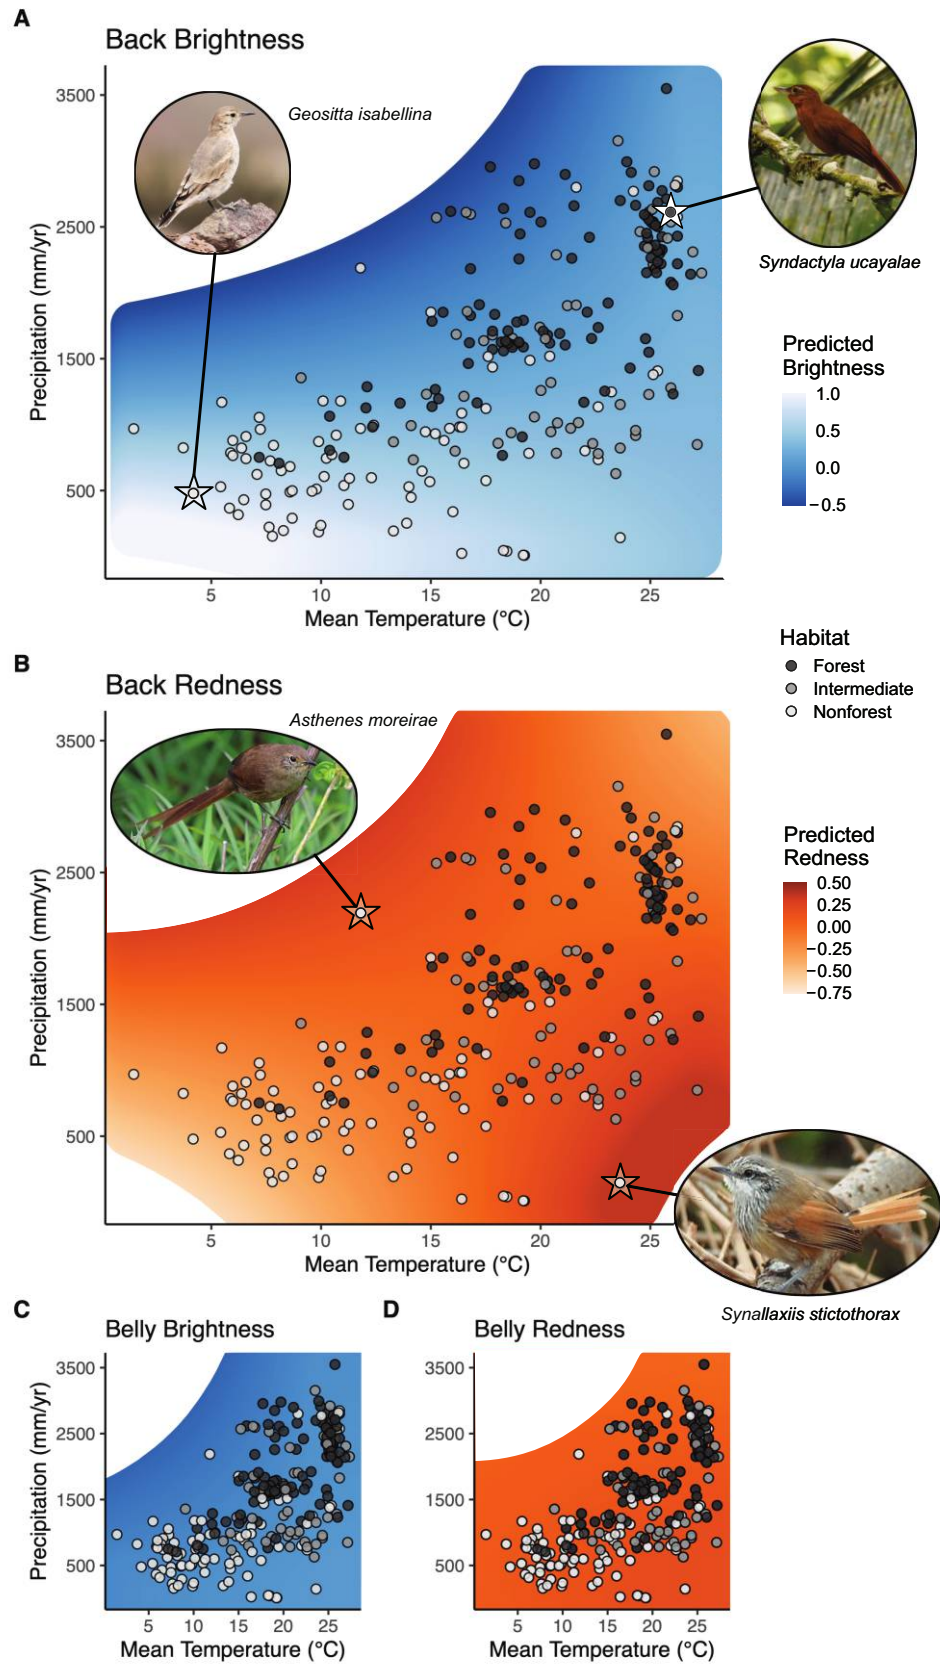 A
Back Brightness
Geositta isabellina
Syndactyla ucayalae
3500
2500
1500
500
Precipitation (mm/yr)
5 10 15 20 25
Mean Temperature (°C)
Predicted
Brightness
1.0
0.5
0.0
−0.5
Habitat
Forest
Intermediate
Nonforest
B
Back Redness
Asthenes moreirae
3500
2500
1500
500
Precipitation (mm/yr)
5 10 15 20 25
Mean Temperature (°C)
Predicted
Redness
0.50
0.25
0.00
−0.25
−0.50
−0.75
Synallaxiis stictothorax
C
Belly Brightness
3500
2500
1500
500
Precipitation (mm/yr)
5 10 15 20 25
Mean Temperature (°C)
D
Belly Redness
3500
2500
1500
500
5 10 15 20 25
Mean Temperature (°C)